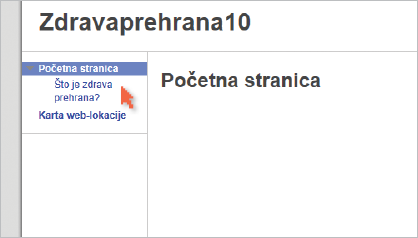 Zdravaprehrana10
Početna stranica
Što je zdrava
prehrana?
Karta web-lokacije
Početna stranica